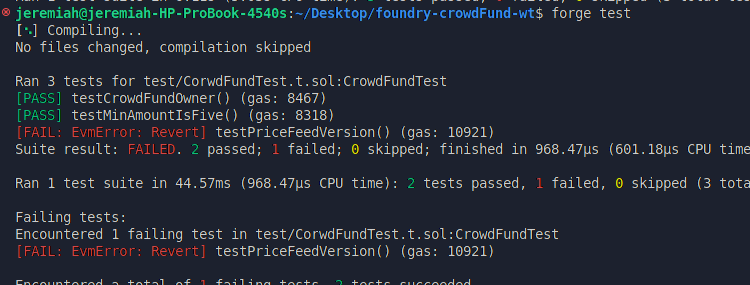 jeremiah@jeremiah-HP-ProBook-4540s:~/Desktop/foundry-crowdFund-wt$ forge test
[⠢] Compiling...
No files changed, compilation skipped
Ran 3 tests for test/CorwdFundTest.t.sol:CrowdFundTest
[PASS] testCrowdFundOwner() (gas: 8467)
[PASS] testMinAmountIsFive() (gas: 8318)
[FAIL: EvmError: Revert] testPriceFeedVersion() (gas: 10921)
Suite result: FAILED. 2 passed; 1 failed; 0 skipped; finished in 968.47µs (601.18µs CPU time
Ran 1 test suite in 44.57ms (968.47µs CPU time): 2 tests passed, 1 failed, 0 skipped (3 tota
Failing tests:
Encountered 1 failing test in test/CorwdFundTest.t.sol:CrowdFundTest
[FAIL: EvmError: Revert] testPriceFeedVersion() (gas: 10921)
Encountered a total of 1 failing tests, 2 tests succeeded